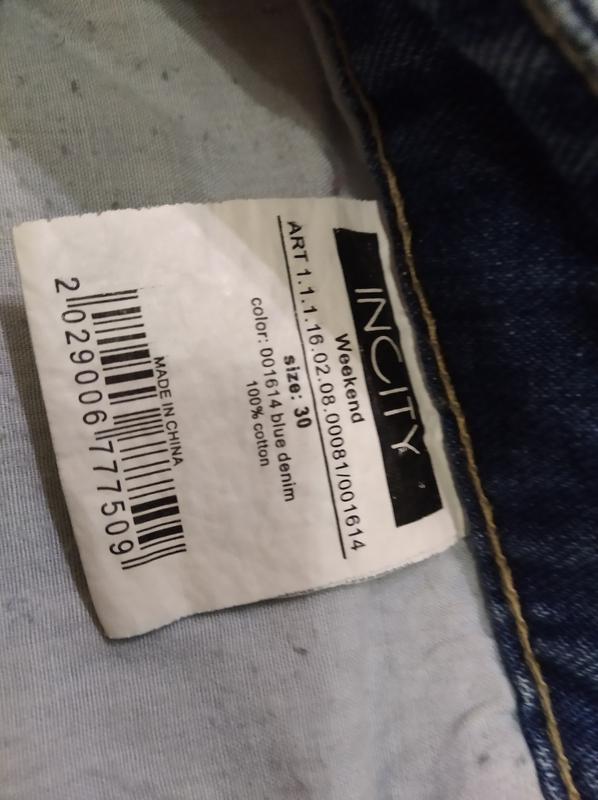 INCITY
Weekend
ART 1.1.1.16.02.08.00081/001614
size: 30
color: 001614 blue denim
100% cotton
MADE IN CHINA
2 029006 777509